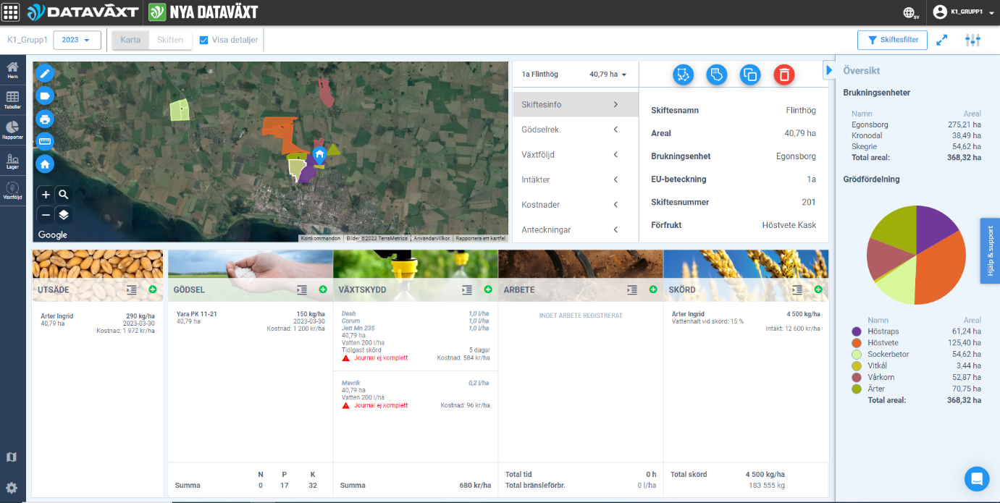 DATAVÄXT NYA DATAVÄXT SV K1_GRUPP1
K1_Grupp1 2023 Karta Skiften Visa detaljer Skiftesfilter
Hem
Tabeller
Rapporter
Lager
Växtföljd
Google
Kortkommandon Bilder ©2023 TerraMetrics Användarvillkor Rapportera ett kartfel
1a Flinthög 40,79 ha
Skiftesinfo
Gödselrek.
Växtföljd
Intäkter
Kostnader
Anteckningar
Skiftesnamn Flinthög
Areal 40,79 ha
Brukningsenhet Egonsborg
EU-beteckning 1a
Skiftesnummer 201
Förfrukt Höstvete Kask
UTSÄDE
Ärter Ingrid 290 kg/ha
40,79 ha 2023-03-30
Kostnad: 1 972 kr/ha
GÖDSEL
Yara PK 11-21 150 kg/ha
40,79 ha 2023-03-30
Kostnad: 1 200 kr/ha
N P K
Summa 0 17 32
VÄXTSKYDD
Dash 1,0 l/ha
Corum 1,0 l/ha
Jett Mn 235 1,0 l/ha
40,79 ha
Vatten 200 l/ha
Tidigast skörd 5 dagar
Journal ej komplett Kostnad: 584 kr/ha
Mavrik 0,2 l/ha
40,79 ha
Vatten 200 l/ha
Journal ej komplett Kostnad: 96 kr/ha
Summa 680 kr/ha
ARBETE
INGET ARBETE REGISTRERAT
Total tid 0 h
Total bränsleförbr. 0 l/ha
SKÖRD
Ärter Ingrid 4 500 kg/ha
Vattenhalt vid skörd: 15 %
Intäkt: 12 600 kr/ha
Total skörd 4 500 kg/ha
183 555 kg
Översikt
Brukningsenheter
Namn Areal
Egonsborg 275,21 ha
Kronodal 38,49 ha
Skegrie 54,62 ha
Total areal: 368,32 ha
Grödfördelning
Namn Areal
Höstraps 61,24 ha
Höstvete 125,40 ha
Sockerbetor 54,62 ha
Vitkål 3,44 ha
Vårkorn 52,87 ha
Ärter 70,75 ha
Total areal: 368,32 ha
Hjälp & support